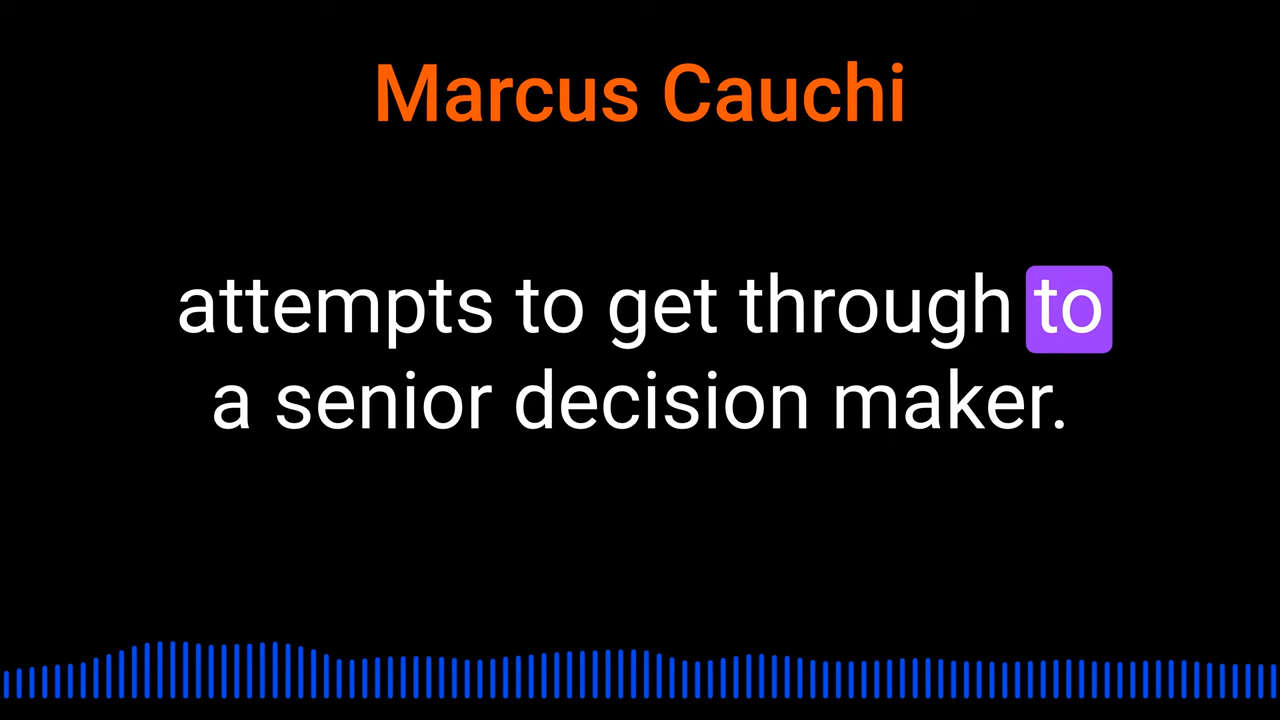 Marcus Cauchi
attempts to get through to
a senior decision maker.